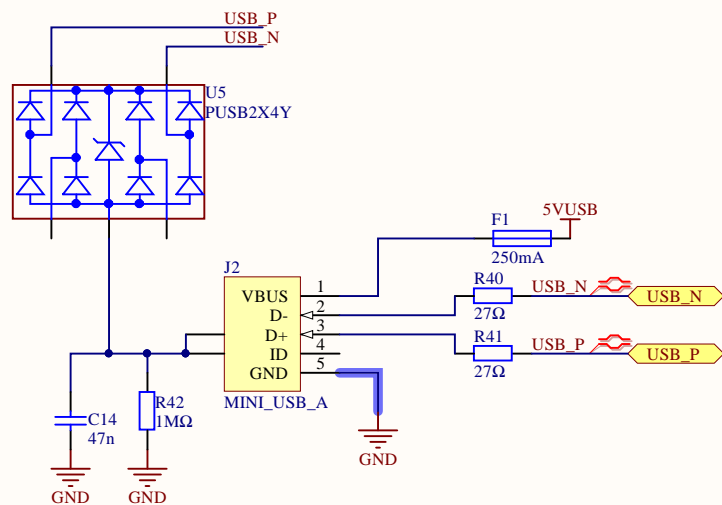 USB_P
USB_N
U5
PUSB2X4Y
F1
5VUSB
250mA
J2
VBUS
1
D-
2
D+
3
ID
4
GND
5
MINI_USB_A
R40
27Ω
USB_N
USB_N
R41
27Ω
USB_P
USB_P
C14
47n
R42
1MΩ
GND
GND
GND